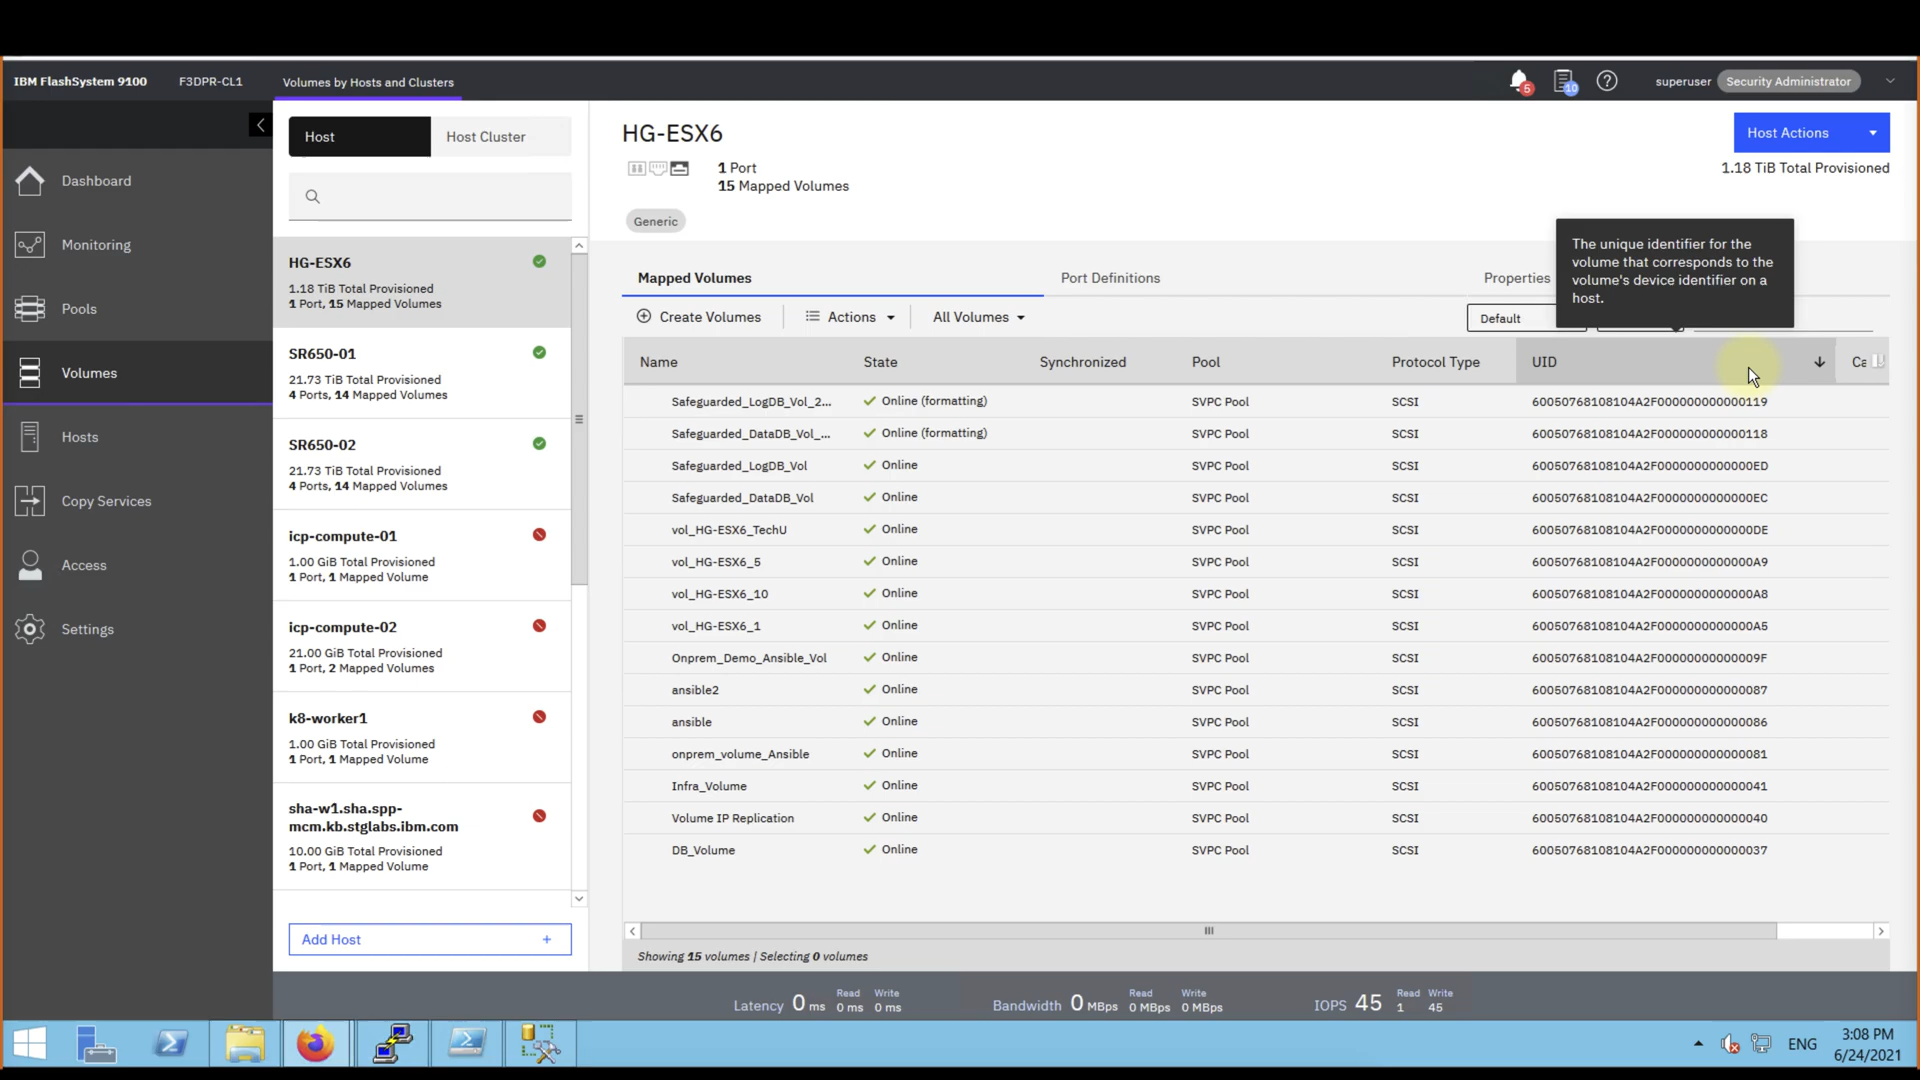 IBM FlashSystem 9100 F3DPR-CL1 Volumes by Hosts and Clusters
5 10 superuser Security Administrator
Dashboard
Monitoring
Pools
Volumes
Hosts
Copy Services
Access
Settings
Host Host Cluster
HG-ESX6
1.18 TiB Total Provisioned
1 Port, 15 Mapped Volumes
SR650-01
21.73 TiB Total Provisioned
4 Ports, 14 Mapped Volumes
SR650-02
21.73 TiB Total Provisioned
4 Ports, 14 Mapped Volumes
icp-compute-01
1.00 GiB Total Provisioned
1 Port, 1 Mapped Volume
icp-compute-02
21.00 GiB Total Provisioned
1 Port, 2 Mapped Volumes
k8-worker1
1.00 GiB Total Provisioned
1 Port, 1 Mapped Volume
sha-w1.sha.spp-
mcm.kb.stglabs.ibm.com
10.00 GiB Total Provisioned
1 Port, 1 Mapped Volume
Add Host +
HG-ESX6
1 Port
15 Mapped Volumes
Generic
Host Actions
1.18 TiB Total Provisioned
The unique identifier for the
volume that corresponds to the
volume's device identifier on a
host.
Mapped Volumes Port Definitions Properties
Create Volumes Actions All Volumes Default
Name State Synchronized Pool Protocol Type UID Ca
Safeguarded_LogDB_Vol_2... Online (formatting) SVPC Pool SCSI 60050768108104A2F000000000000119
Safeguarded_DataDB_Vol_... Online (formatting) SVPC Pool SCSI 60050768108104A2F000000000000118
Safeguarded_LogDB_Vol Online SVPC Pool SCSI 60050768108104A2F0000000000000ED
Safeguarded_DataDB_Vol Online SVPC Pool SCSI 60050768108104A2F0000000000000EC
vol_HG-ESX6_TechU Online SVPC Pool SCSI 60050768108104A2F0000000000000DE
vol_HG-ESX6_5 Online SVPC Pool SCSI 60050768108104A2F0000000000000A9
vol_HG-ESX6_10 Online SVPC Pool SCSI 60050768108104A2F0000000000000A8
vol_HG-ESX6_1 Online SVPC Pool SCSI 60050768108104A2F0000000000000A5
Onprem_Demo_Ansible_Vol Online SVPC Pool SCSI 60050768108104A2F00000000000009F
ansible2 Online SVPC Pool SCSI 60050768108104A2F000000000000087
ansible Online SVPC Pool SCSI 60050768108104A2F000000000000086
onprem_volume_Ansible Online SVPC Pool SCSI 60050768108104A2F000000000000081
Infra_Volume Online SVPC Pool SCSI 60050768108104A2F000000000000041
Volume IP Replication Online SVPC Pool SCSI 60050768108104A2F000000000000040
DB_Volume Online SVPC Pool SCSI 60050768108104A2F000000000000037
Showing 15 volumes | Selecting 0 volumes
Latency 0 ms Read 0 ms Write 0 ms Bandwidth 0 MBps Read 0 MBps Write 0 MBps IOPS 45 Read 1 Write 45
ENG
3:08 PM
6/24/2021